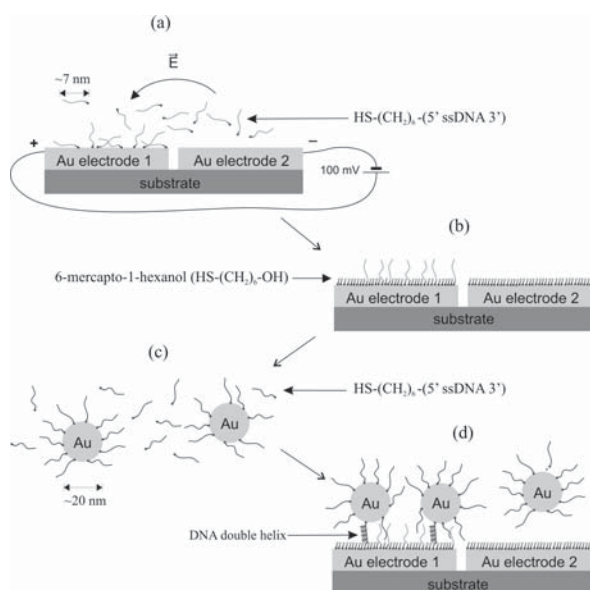 (a)
E
~7 nm
HS-(CH2)6-(5' ssDNA 3')
+
−
Au electrode 1
Au electrode 2
100 mV
substrate
(b)
6-mercapto-1-hexanol (HS-(CH2)6-OH)
Au electrode 1
Au electrode 2
substrate
(c)
HS-(CH2)6-(5' ssDNA 3')
Au
Au
~20 nm
(d)
Au
Au
Au
DNA double helix
Au electrode 1
Au electrode 2
substrate